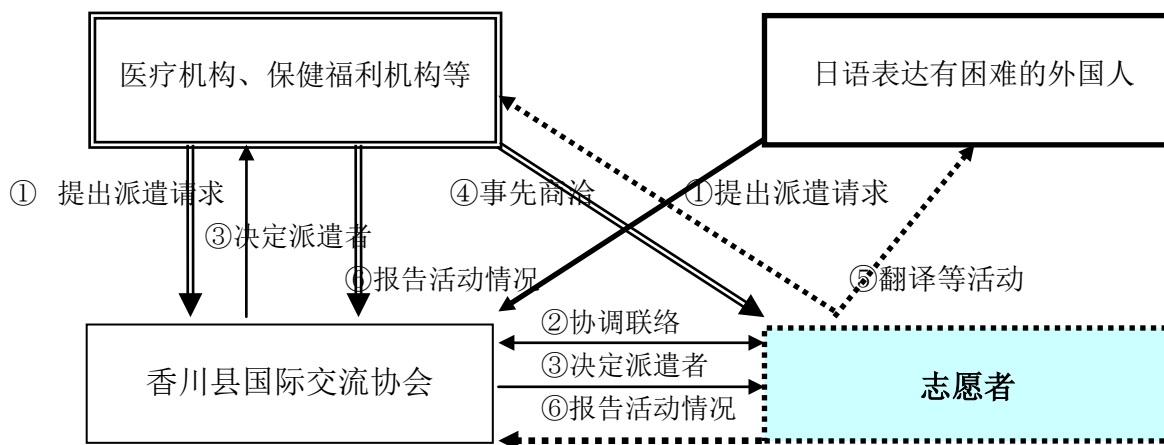 医疗机构、保健福利机构等
日语表达有困难的外国人
① 提出派遣请求
④事先商洽
①提出派遣请求
③决定派遣者
⑥报告活动情况
⑤翻译等活动
②协调联络
③决定派遣者
⑥报告活动情况
香川县国际交流协会
志愿者